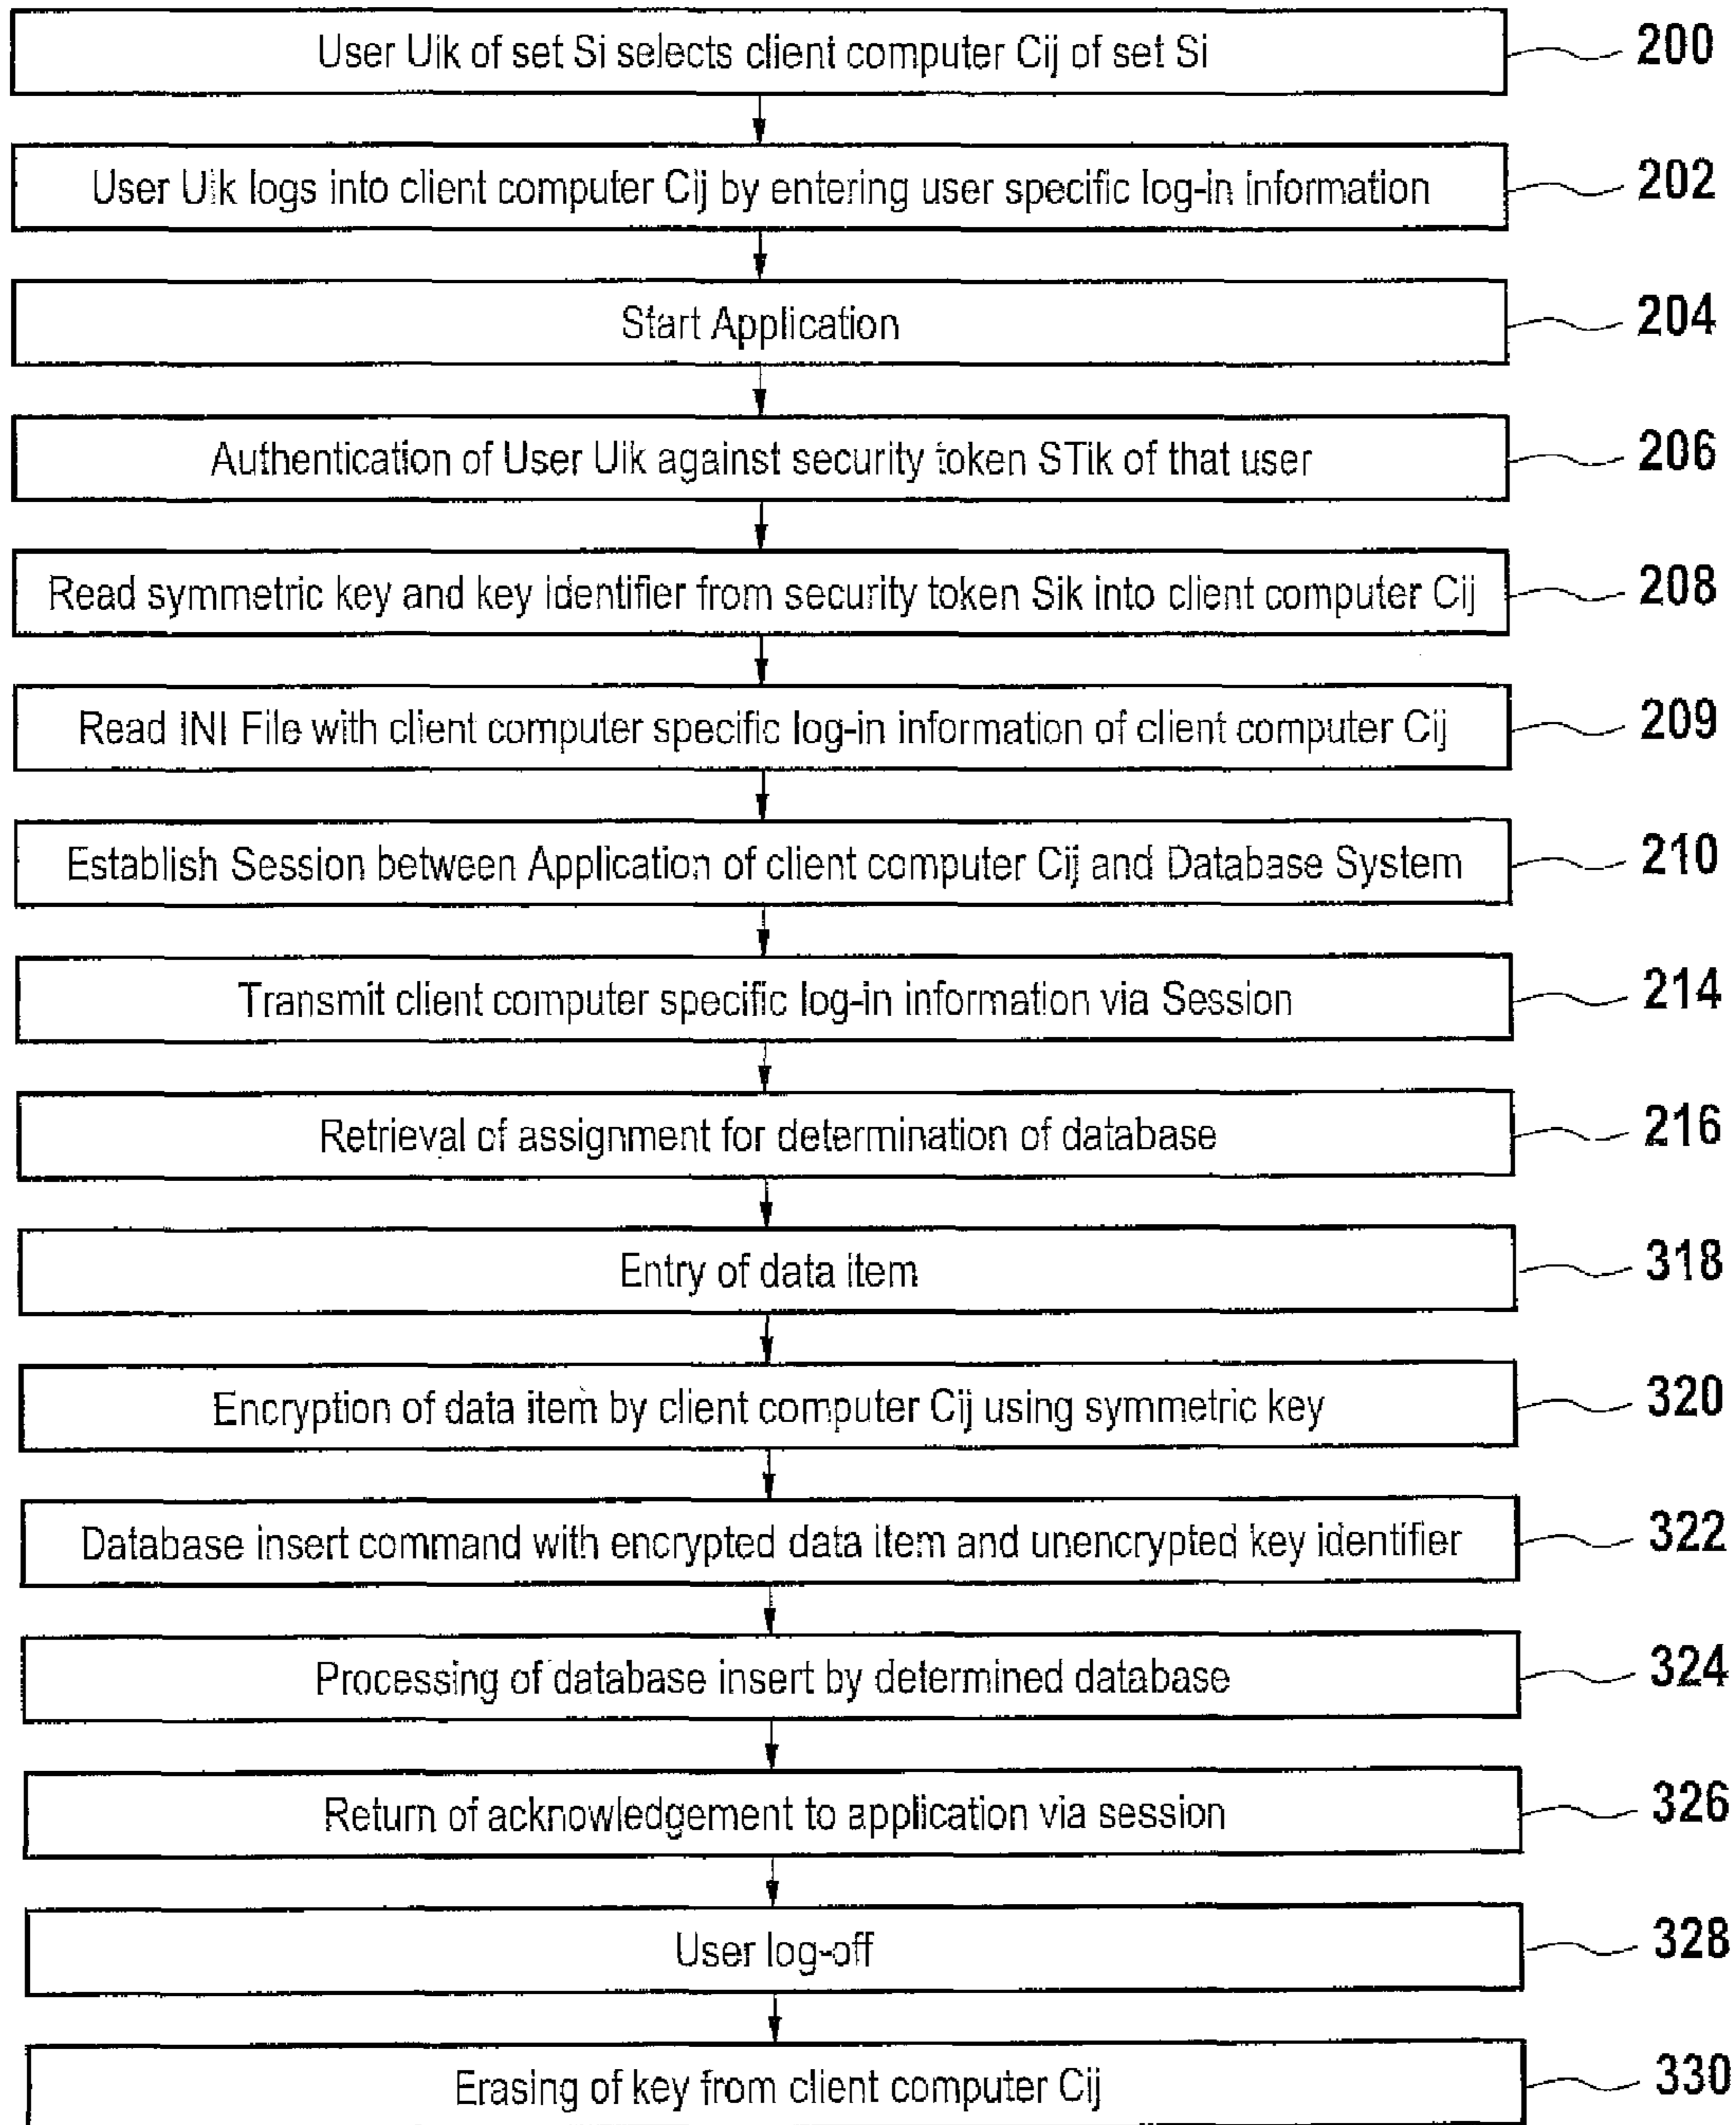 User Uik of set Si selects client computer Cij of set Si 200
User Uik logs into client computer Cij by entering user specific log-in information 202
Start Application 204
Authentication of User Uik against security token STik of that user 206
Read symmetric key and key identifier from security token Sik into client computer Cij 208
Read INI File with client computer specific log-in information of client computer Cij 209
Establish Session between Application of client computer Cij and Database System 210
Transmit client computer specific log-in information via Session 214
Retrieval of assignment for determination of database 216
Entry of data item 318
Encryption of data item by client computer Cij using symmetric key 320
Database insert command with encrypted data item and unencrypted key identifier 322
Processing of database insert by determined database 324
Return of acknowledgement to application via session 326
User log-off 328
Erasing of key from client computer Cij 330